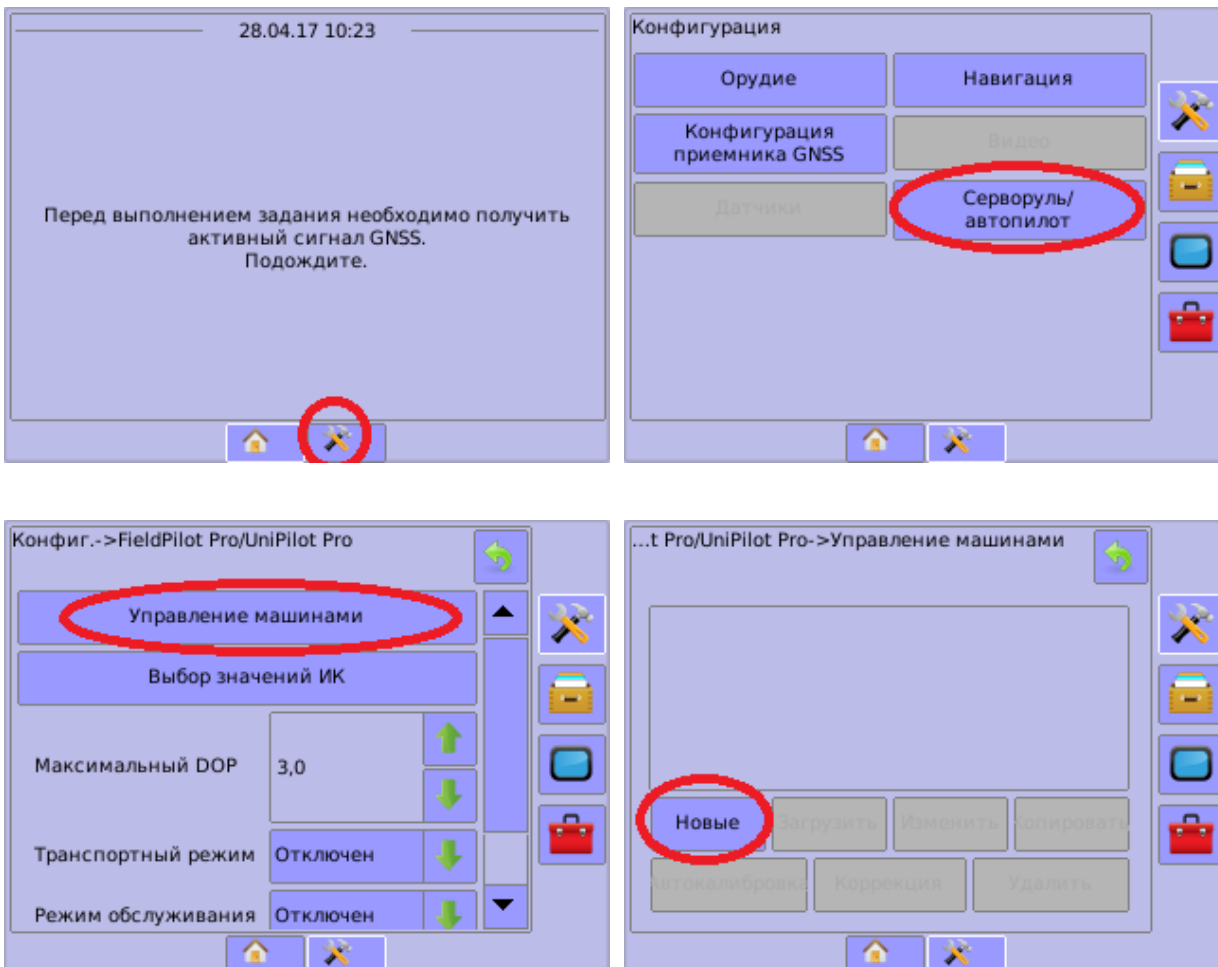 28.04.17 10:23
Перед выполнением задания необходимо получить
активный сигнал GNSS.
Подождите.
Конфигурация
Орудие
Навигация
Конфигурация
приемника GNSS
Видео
Датчики
Серворуль/
автопилот
Конфиг.->FieldPilot Pro/UniPilot Pro
Управление машинами
Выбор значений ИК
Максимальный DOP
3,0
Транспортный режим
Отключен
Режим обслуживания
Отключен
...t Pro/UniPilot Pro->Управление машинами
Новые
Загрузить
Изменить
Копировать
Автокалибровка
Коррекция
Удалить